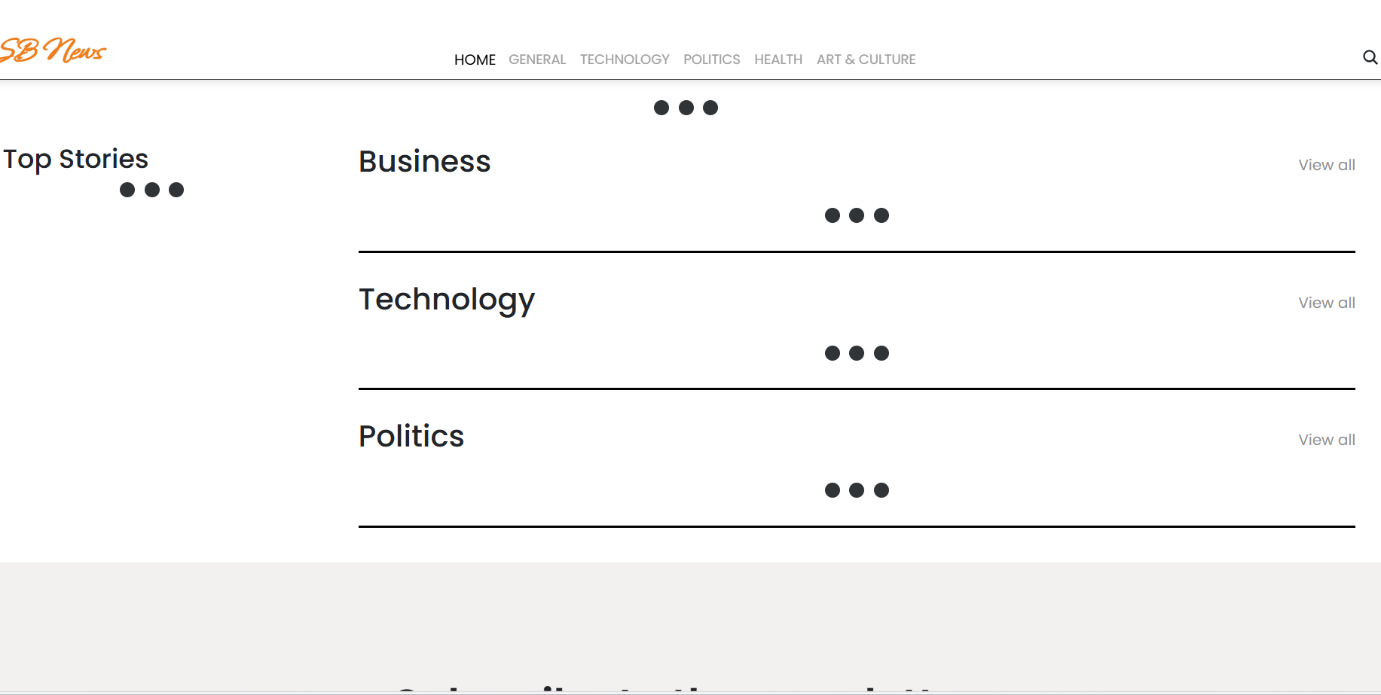 SB News
HOME GENERAL TECHNOLOGY POLITICS HEALTH ART & CULTURE
Top Stories
Business View all
Technology View all
Politics View all